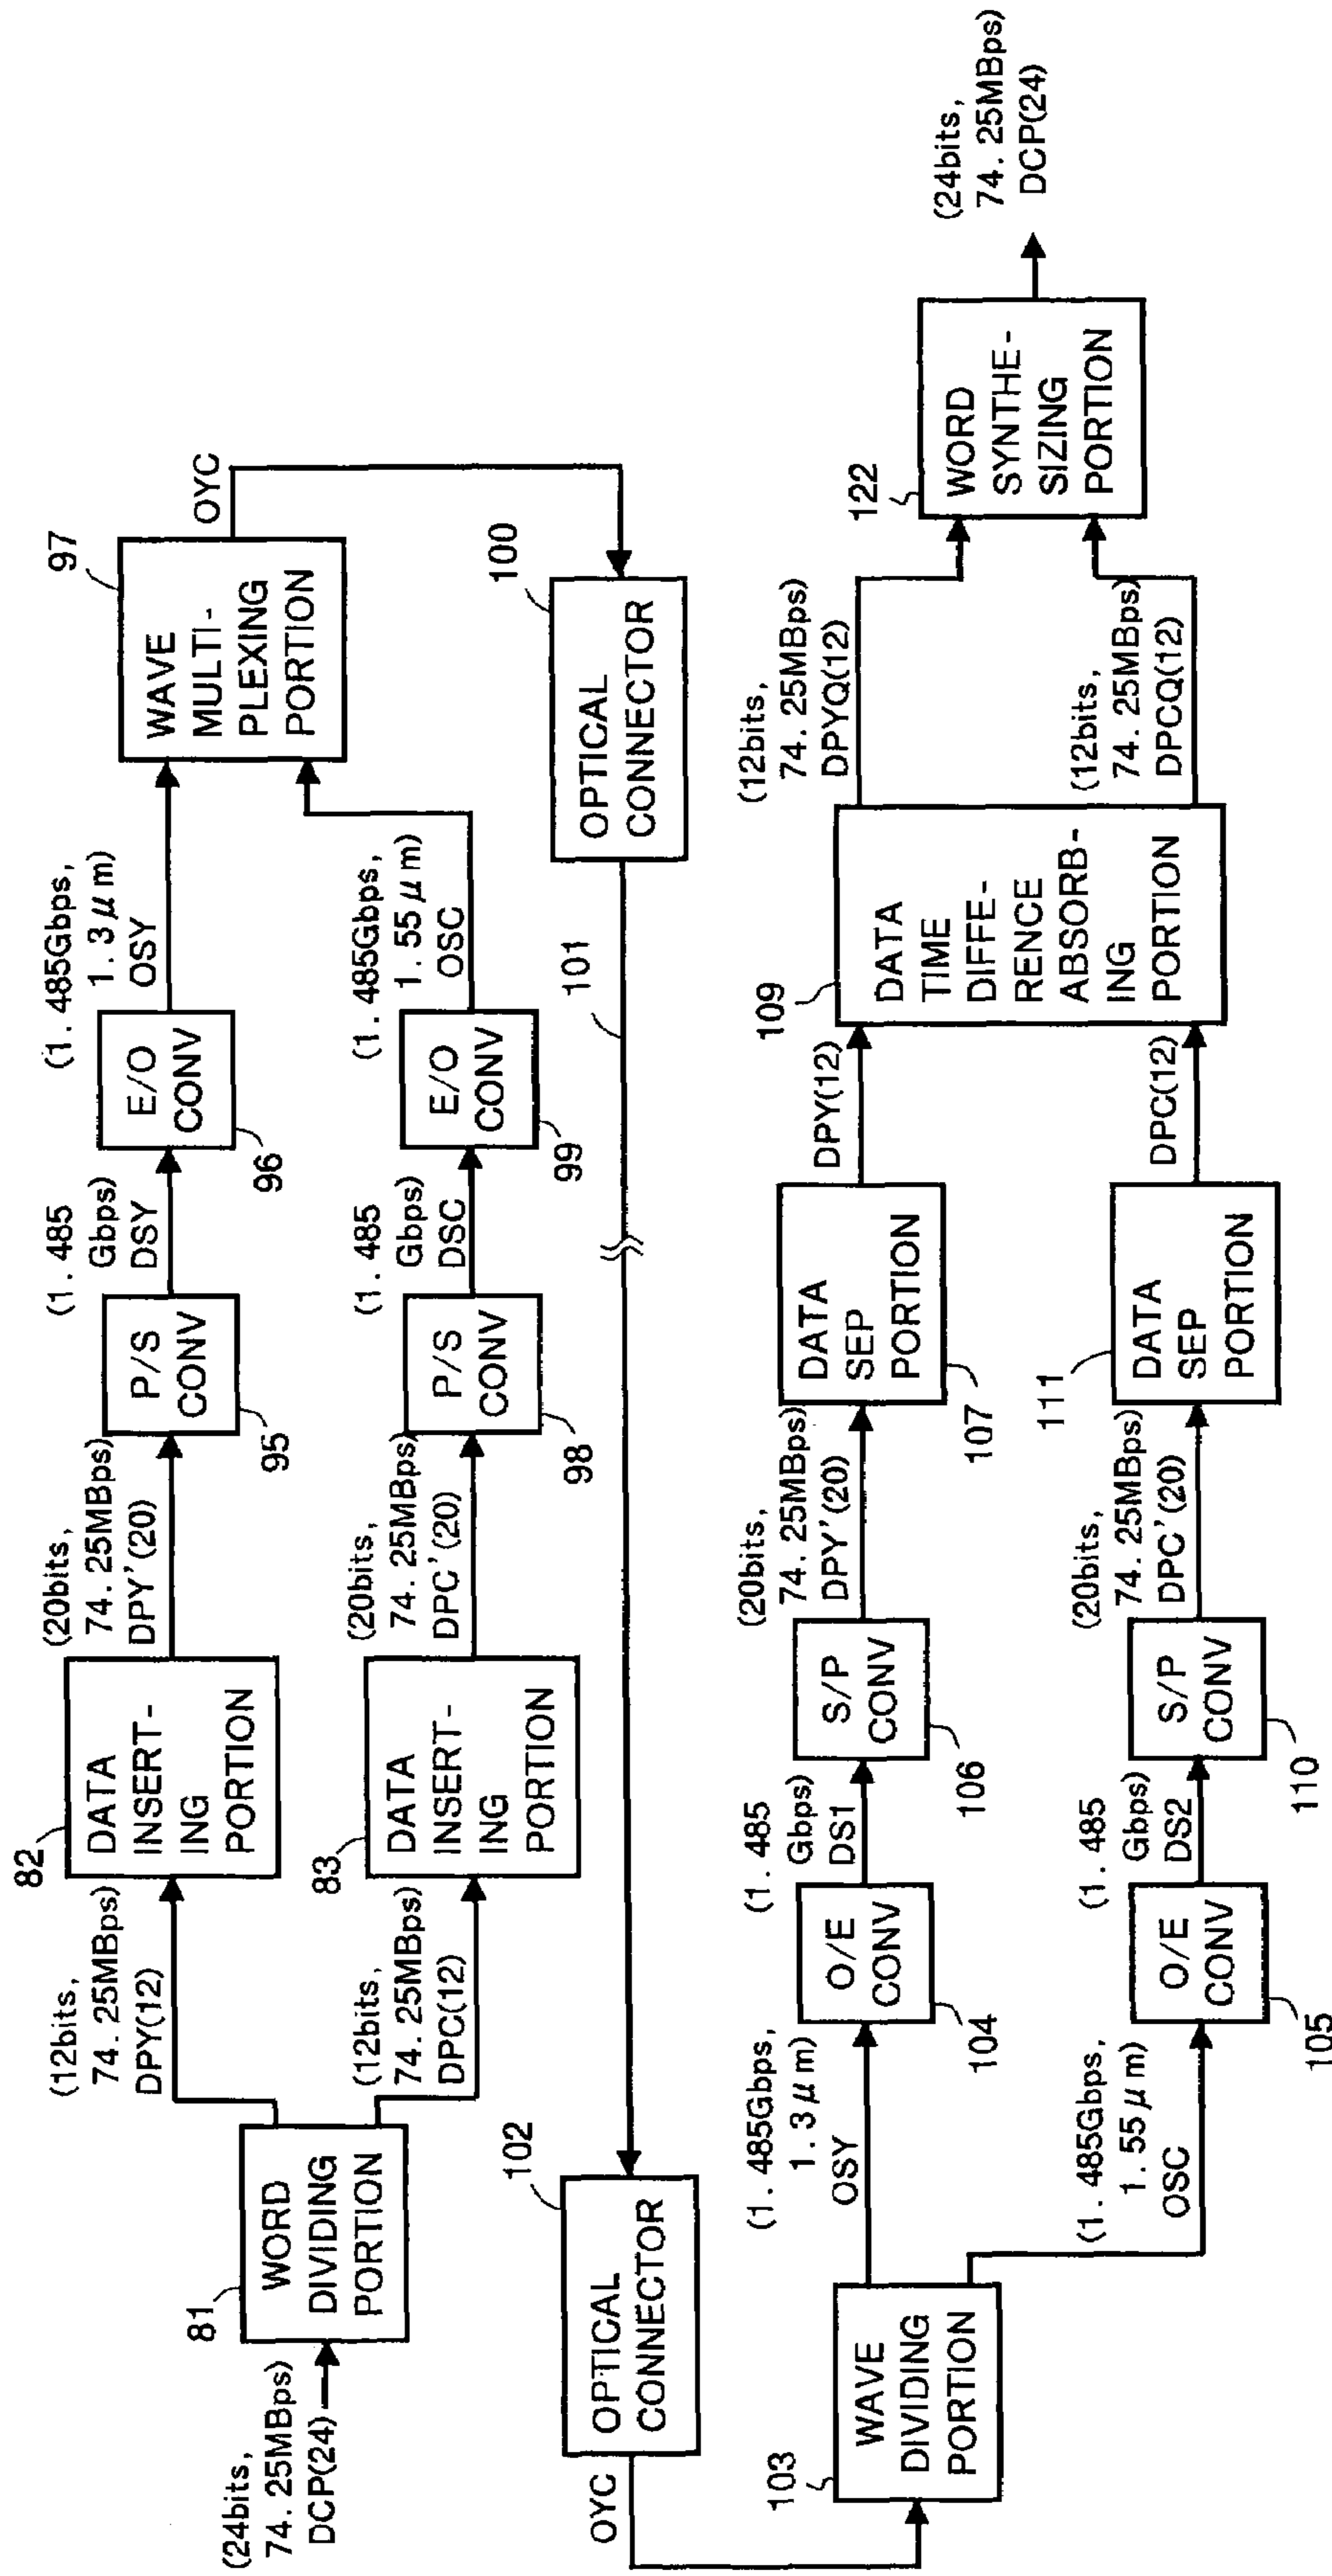 (24bits,
74. 25MBps)
DCP(24)
81
WORD
DIVIDING
PORTION
(12bits,
74. 25MBps)
DPY(12)
(12bits,
74. 25MBps)
DPC(12)
82
DATA
INSERT-
ING
PORTION
83
DATA
INSERT-
ING
PORTION
(20bits,
74. 25MBps)
DPY'(20)
(20bits,
74. 25MBps)
DPC'(20)
P/S
CONV
95
P/S
CONV
98
(1. 485
Gbps)
DSY
(1. 485
Gbps)
DSC
E/O
CONV
96
E/O
CONV
99
(1. 485Gbps,
1. 3μm)
OSY
(1. 485Gbps,
1. 55μm)
OSC
97
WAVE
MULTI-
PLEXING
PORTION
OYC
100
OPTICAL
CONNECTOR
101
102
OPTICAL
CONNECTOR
OYC
103
WAVE
DIVIDING
PORTION
(1. 485Gbps,
1. 3μm)
OSY
(1. 485Gbps,
1. 55μm)
OSC
O/E
CONV
104
O/E
CONV
105
(1. 485
Gbps)
DS1
(1. 485
Gbps)
DS2
S/P
CONV
106
S/P
CONV
110
(20bits,
74. 25MBps)
DPY'(20)
(20bits,
74. 25MBps)
DPC'(20)
DATA
SEP
PORTION
107
111
DATA
SEP
PORTION
DPY(12)
DPC(12)
109
DATA
TIME
DIFFE-
RENCE
ABSORB-
ING
PORTION
(12bits,
74. 25MBps)
DPYQ(12)
(12bits,
74. 25MBps)
DPCQ(12)
122
WORD
SYNTHE-
SIZING
PORTION
(24bits,
74. 25MBps)
DCP(24)